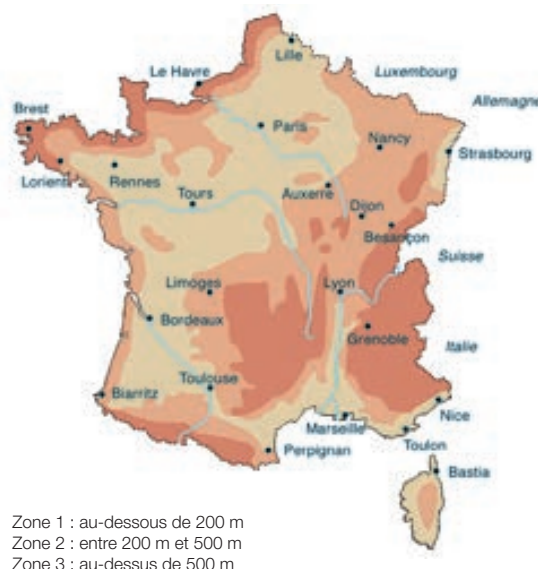 Lille
Le Havre
Luxembourg
Allemagne
Brest
Paris
Nancy
Strasbourg
Lorient
Rennes
Tours
Auxerre
Dijon
Besançon
Suisse
Limoges
Lyon
Bordeaux
Grenoble
Italie
Biarritz
Toulouse
Nice
Marseille
Toulon
Perpignan
Bastia
Zone 1 : au-dessous de 200 m
Zone 2 : entre 200 m et 500 m
Zone 3 : au-dessus de 500 m